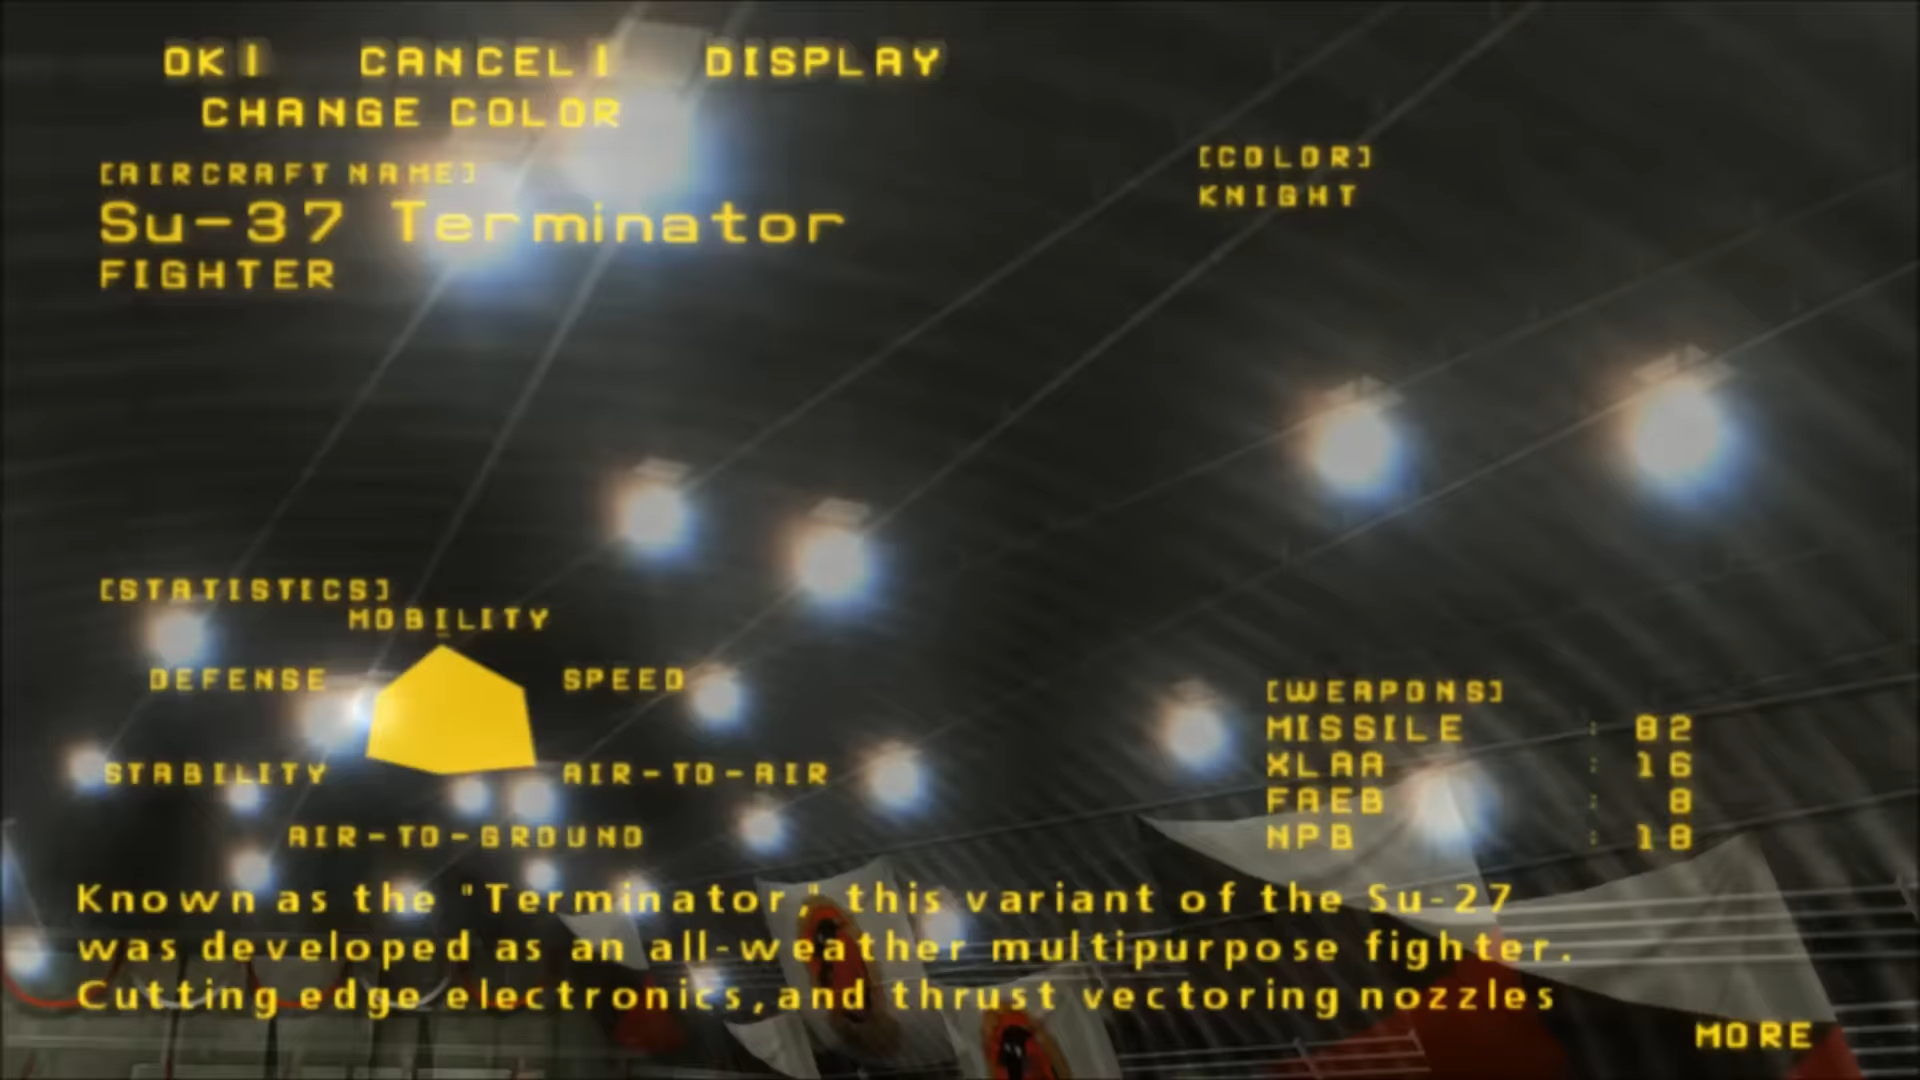 OK! CANCEL! DISPLAY
CHANGE COLOR
[AIRCRAFT NAME]
Su-37 Terminator
FIGHTER
[COLOR]
KNIGHT
[STATISTICS]
MOBILITY
DEFENSE SPEED
STABILITY AIR-TO-AIR
AIR-TO-GROUND
[WEAPONS]
MISSILE : 82
XLAA : 16
FAEB : 8
NPB : 18
Known as the "Terminator," this variant of the Su-27
was developed as an all-weather multipurpose fighter.
Cutting edge electronics,and thrust vectoring nozzles
MORE